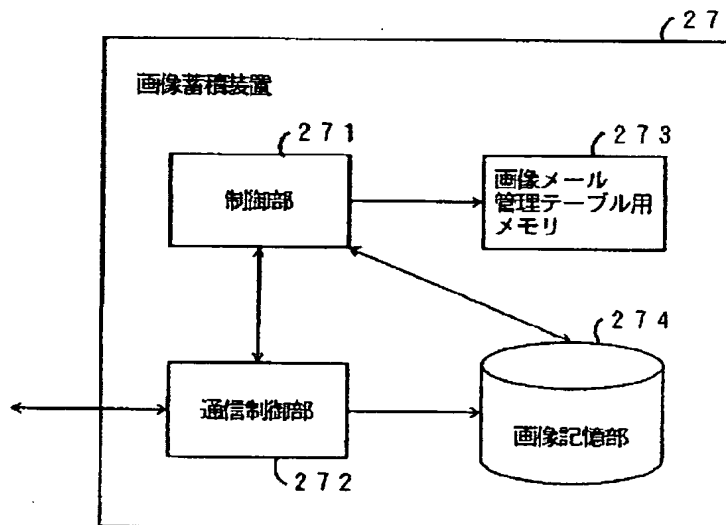 ２７
画像蓄積装置
２７１
２７３
制御部
画像メール
管理テーブル用
メモリ
２７４
通信制御部
画像記憶部
２７２